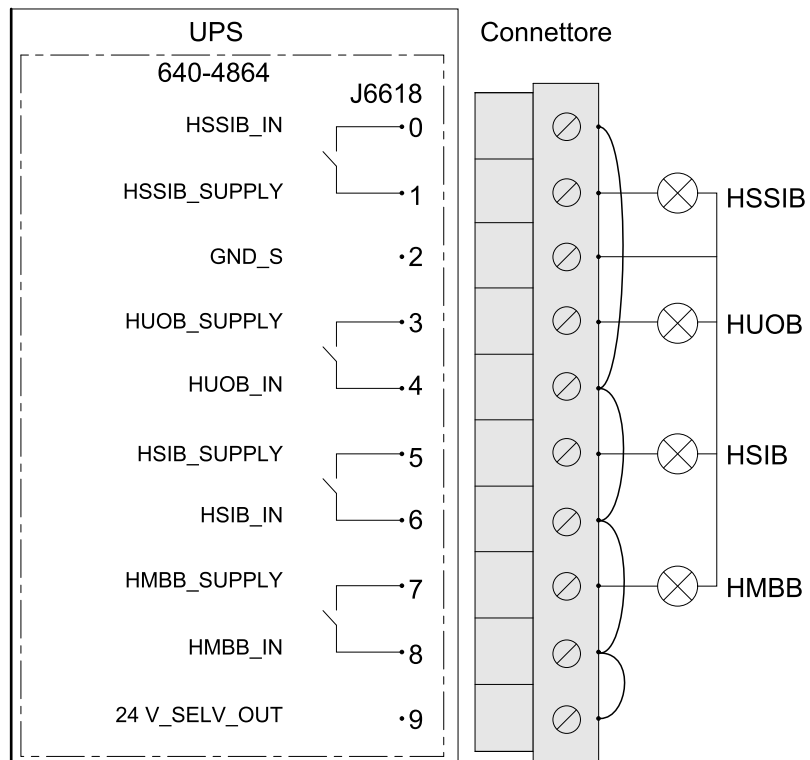 UPS
Connettore
640-4864
J6618
HSSIB_IN
0
HSSIB_SUPPLY
1
HSSIB
GND_S
2
HUOB_SUPPLY
3
HUOB
HUOB_IN
4
HSIB_SUPPLY
5
HSIB
HSIB_IN
6
HMBB_SUPPLY
7
HMBB
HMBB_IN
8
24 V_SELV_OUT
9